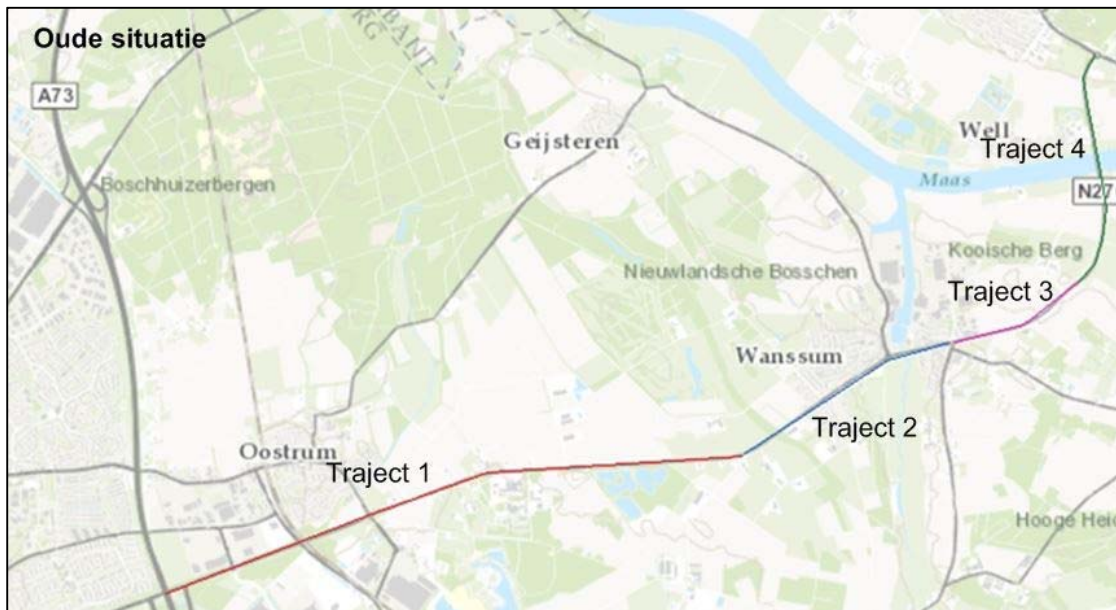 Oude situatie
A73
Geijsteren
Well
Traject 4
Boschhuizerbergen
Maas
N27
Kooische Berg
Nieuwlandsche Bosschen
Traject 3
Wanssum
Traject 2
Oostrum
Traject 1
Hooge Heid